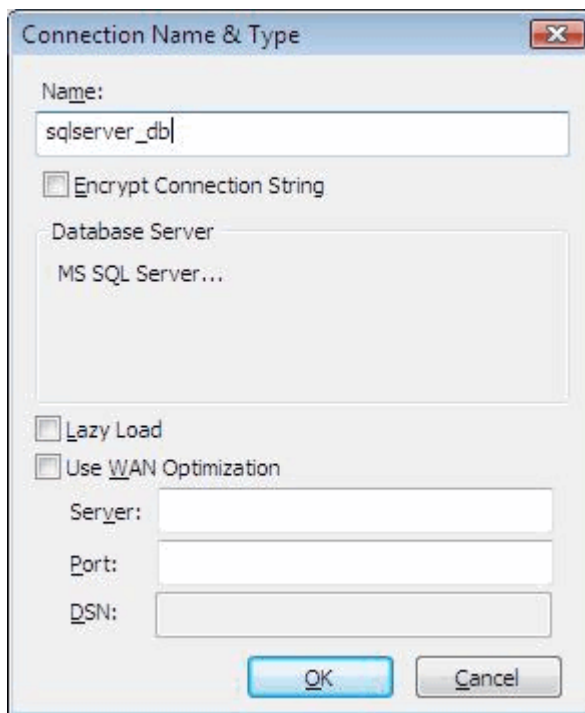 Connection Name & Type
Name:
sqlserver_db
Encrypt Connection String
Database Server
MS SQL Server...
Lazy Load
Use WAN Optimization
Server:
Port:
DSN:
OK Cancel